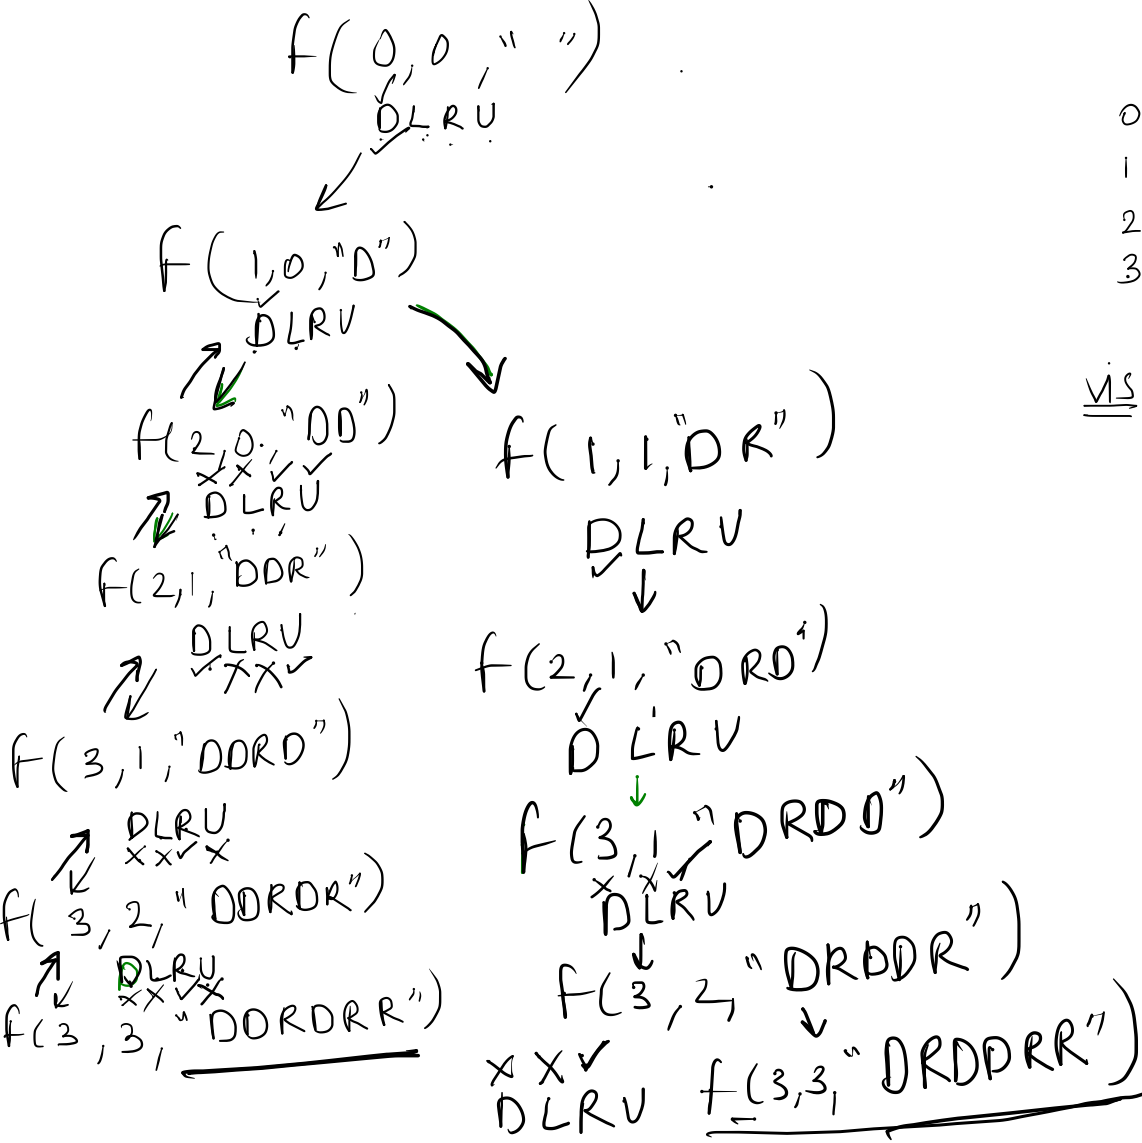 f(0,0," ")
DLRU
0
1
2
3
f(1,0,"D")
DLRU
vis
f(2,0,"DD")
DLRU
f(2,1,"DDR")
DLRU
f(3,1,"DDRD")
DLRU
f(3,2,"DDRDR")
DLRU
f(3,3,"DDRDRR")
f(1,1,"DR")
DLRU
f(2,1,"DRD")
DLRU
f(3,1"DRDD")
DLRU
f(3,2,"DRDDR")
DLRU
f(3,3,"DRDDRR")